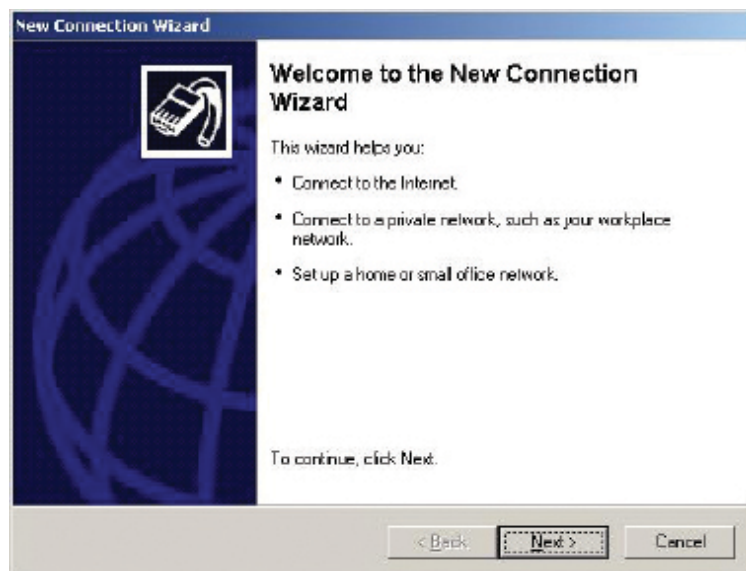 New Connection Wizard
Welcome to the New Connection
Wizard
This wizard helps you:
• Connect to the Internet.
• Connect to a private network, such as your workplace
network.
• Set up a home or small office network.
To continue, click Next.
< Back
Next >
Cancel